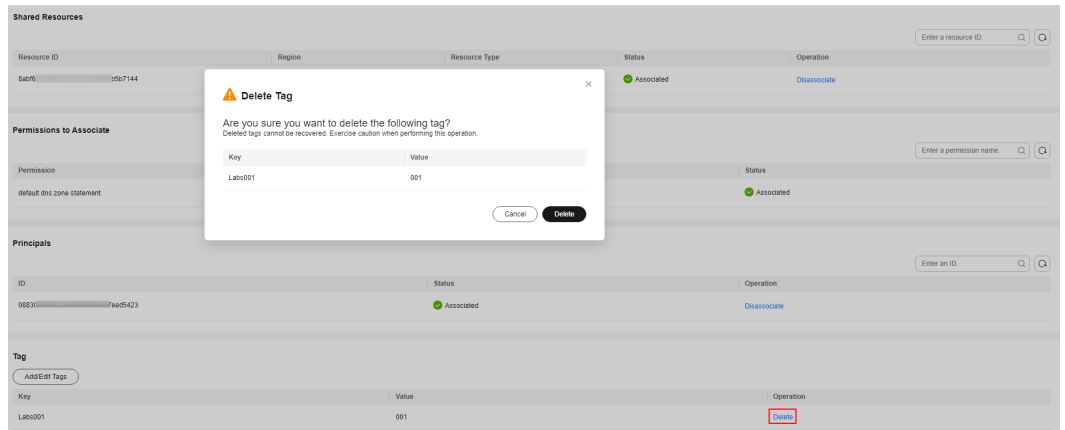 Shared Resources
Enter a resource ID.
Resource ID Region Resource Type Status Operation
8abf6 e5b7144 Associated Disassociate
Delete Tag
Are you sure you want to delete the following tag?
Deleted tags cannot be recovered. Exercise caution when performing this operation.
Key Value
Labs001 001
Cancel Delete
Permissions to Associate
Enter a permission name.
Permission Status
default dns zone statement Associated
Principals
Enter an ID.
ID Status Operation
08830 7ead5423 Associated Disassociate
Tag
Add/Edit Tags
Key Value Operation
Labs001 001 Delete